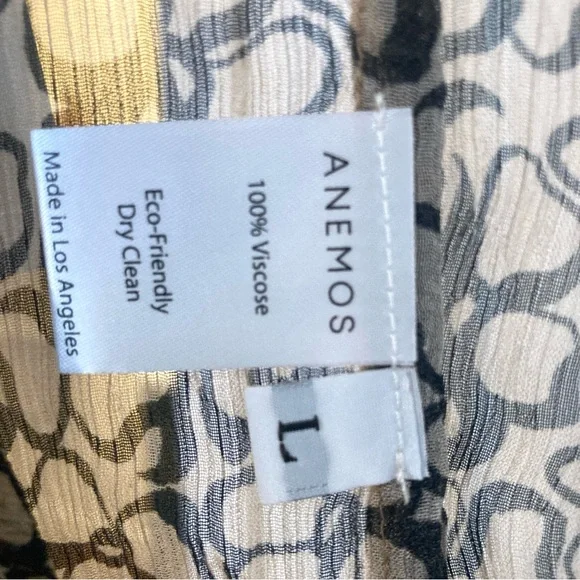 ANEMOS
100% Viscose
Eco-Friendly
Dry Clean
Made in Los Angeles
L